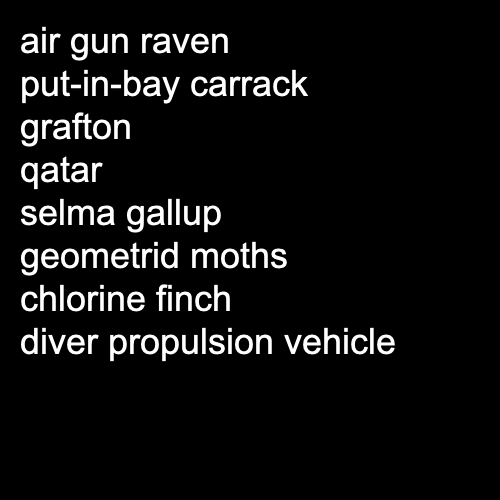 air gun raven
put-in-bay carrack
grafton
qatar
selma gallup
geometrid moths
chlorine finch
diver propulsion vehicle